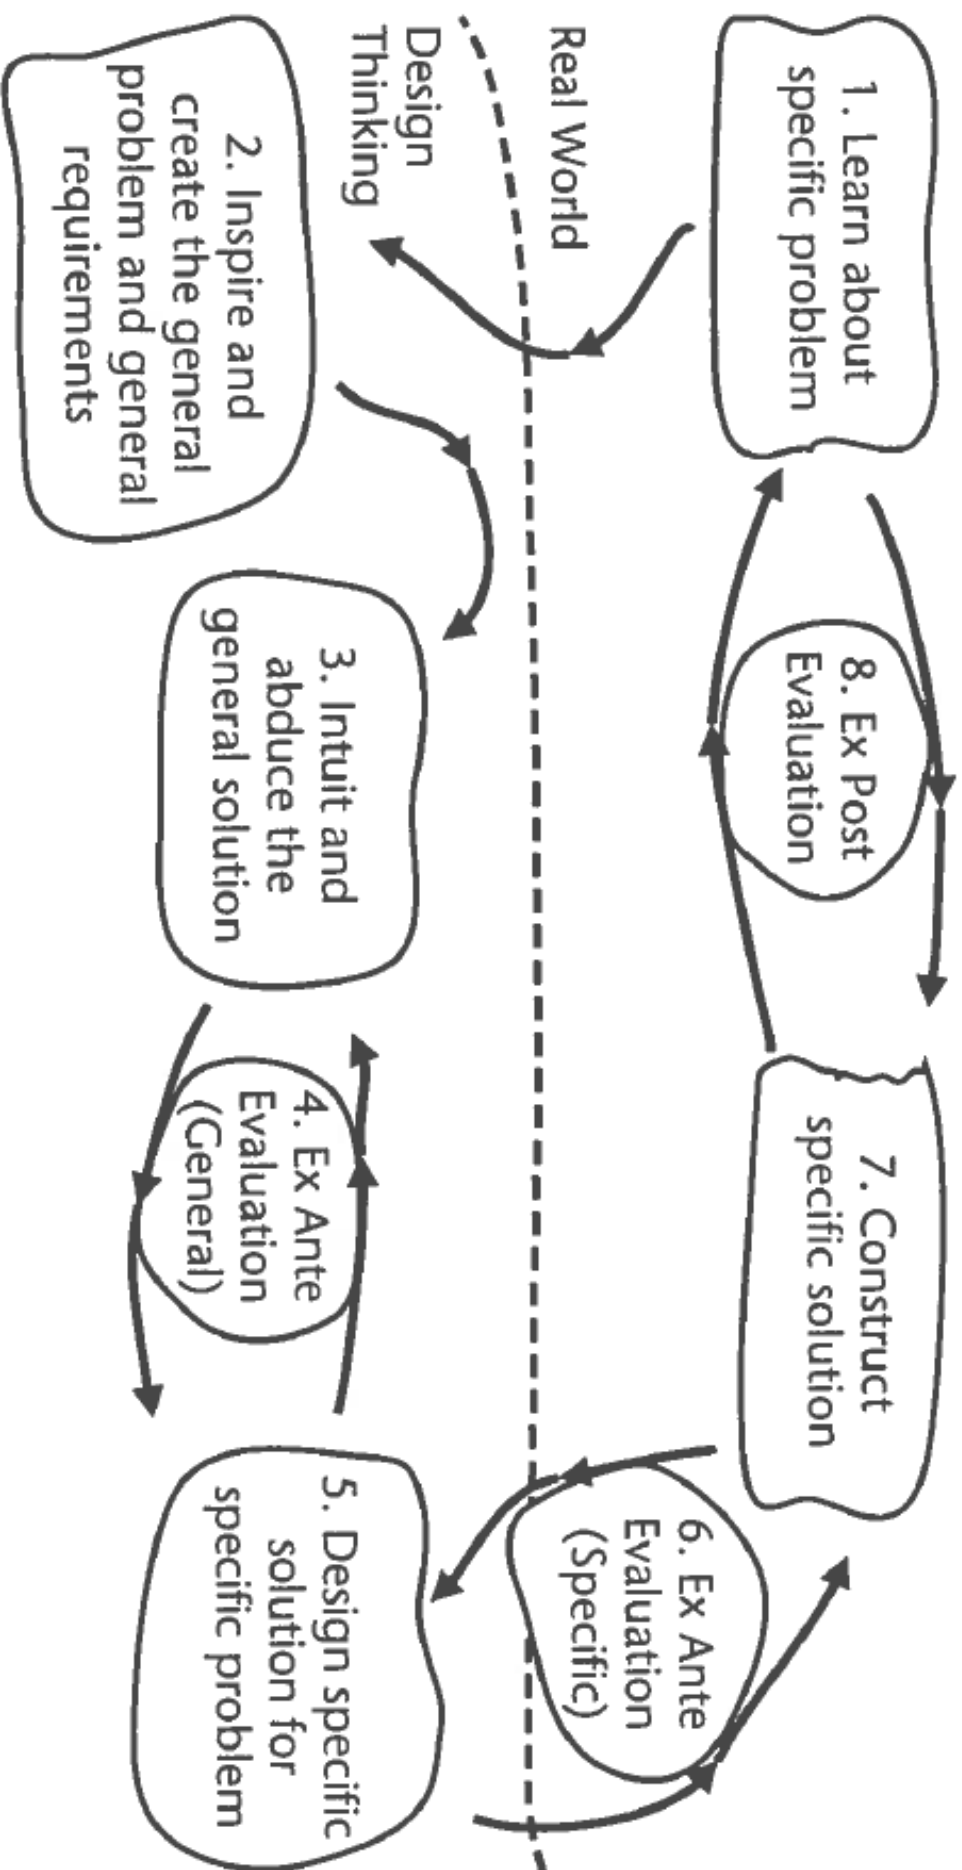 1. Learn about
specific problem
8. Ex Post
Evaluation
7. Construct
specific solution
Real World
Design
Thinking
6. Ex Ante
Evaluation
(Specific)
2. Inspire and
create the general
problem and general
requirements
3. Intuit and
abduce the
general solution
4. Ex Ante
Evaluation
(General)
5. Design specific
solution for
specific problem